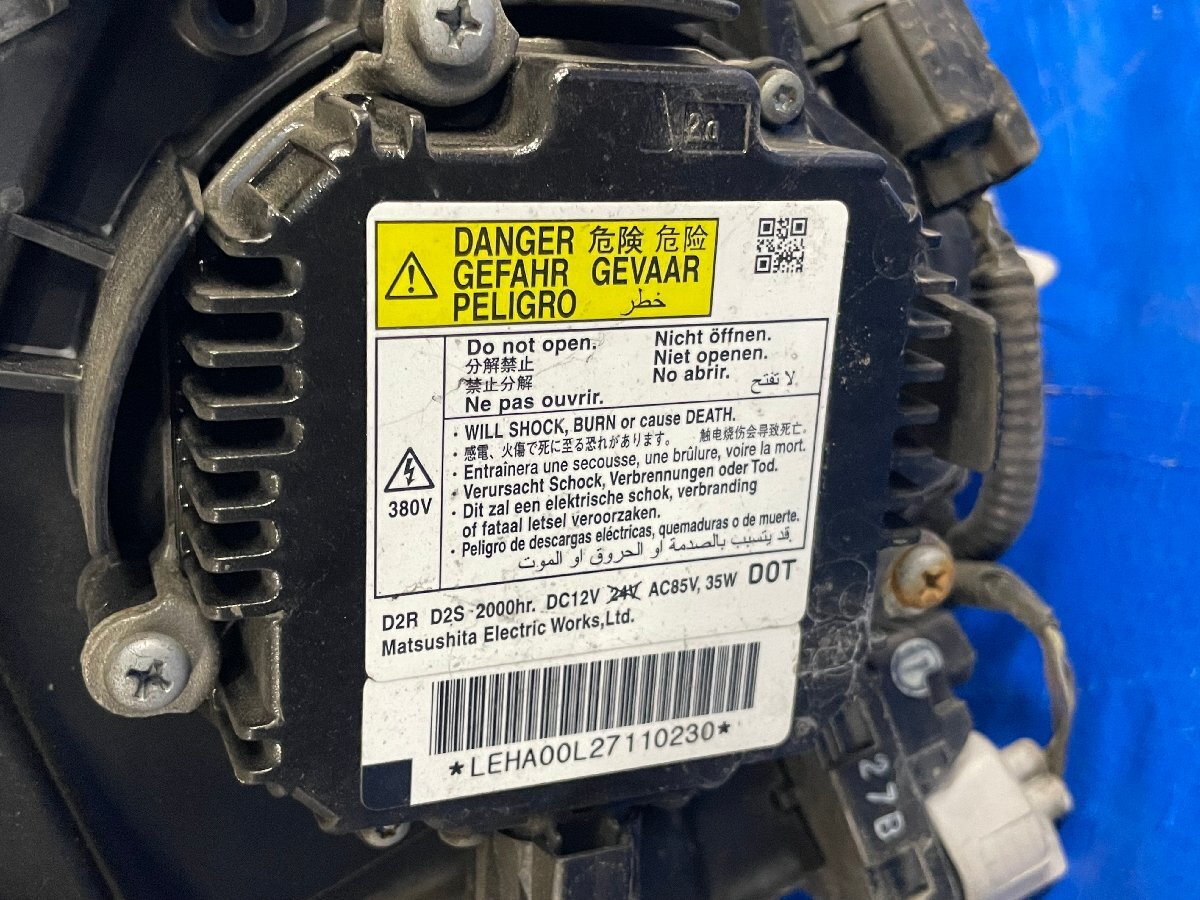 2a
DANGER 危険 危险
GEFAHR GEVAAR
PELIGRO خطر
Do not open. Nicht öffnen.
分解禁止 Niet openen.
禁止分解 No abrir.
Ne pas ouvrir. لا تفتح
380V
· WILL SHOCK, BURN or cause DEATH.
· 感電、火傷で死に至る恐れがあります。 触电烧伤会导致死亡.
· Entraînera une secousse, une brûlure, voire la mort.
· Verursacht Schock, Verbrennungen oder Tod.
· Dit zal een elektrische schok, verbranding
of fataal letsel veroorzaken.
· Peligro de descargas eléctricas, quemaduras o de muerte.
قد يتسبب بالصدمة او الحروق او الموت
D2R D2S 2000hr. DC12V 24V AC85V, 35W DOT
Matsushita Electric Works,Ltd.
*LEHA00L27110230*
27B